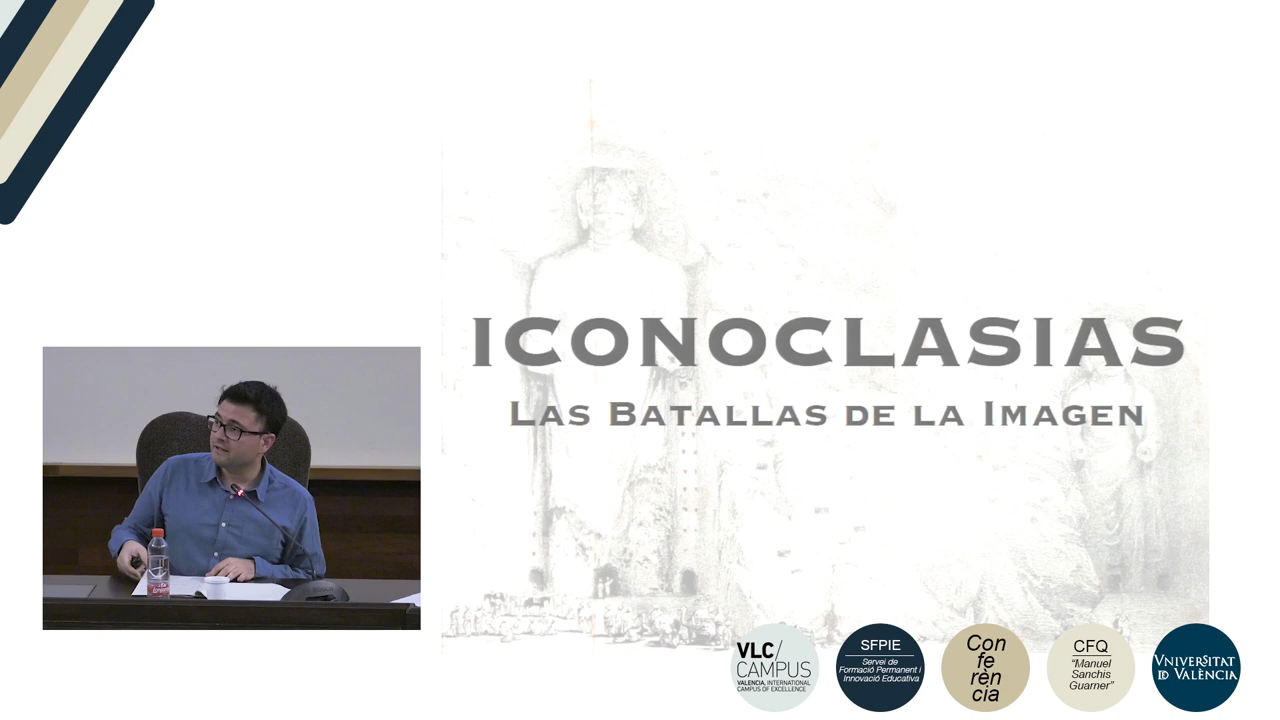 ICONOCLASIAS
LAS BATALLAS DE LA IMAGEN
VLC/
CAMPUS
VALENCIA, INTERNATIONAL
CAMPUS OF EXCELLENCE
SFPIE
Servei de
Formació Permanent i
Innovació Educativa
Con
fe
rèn
cia
CFQ
“Manuel
Sanchis
Guarner”
VNIVERSITAT
ID VALÈNCIA